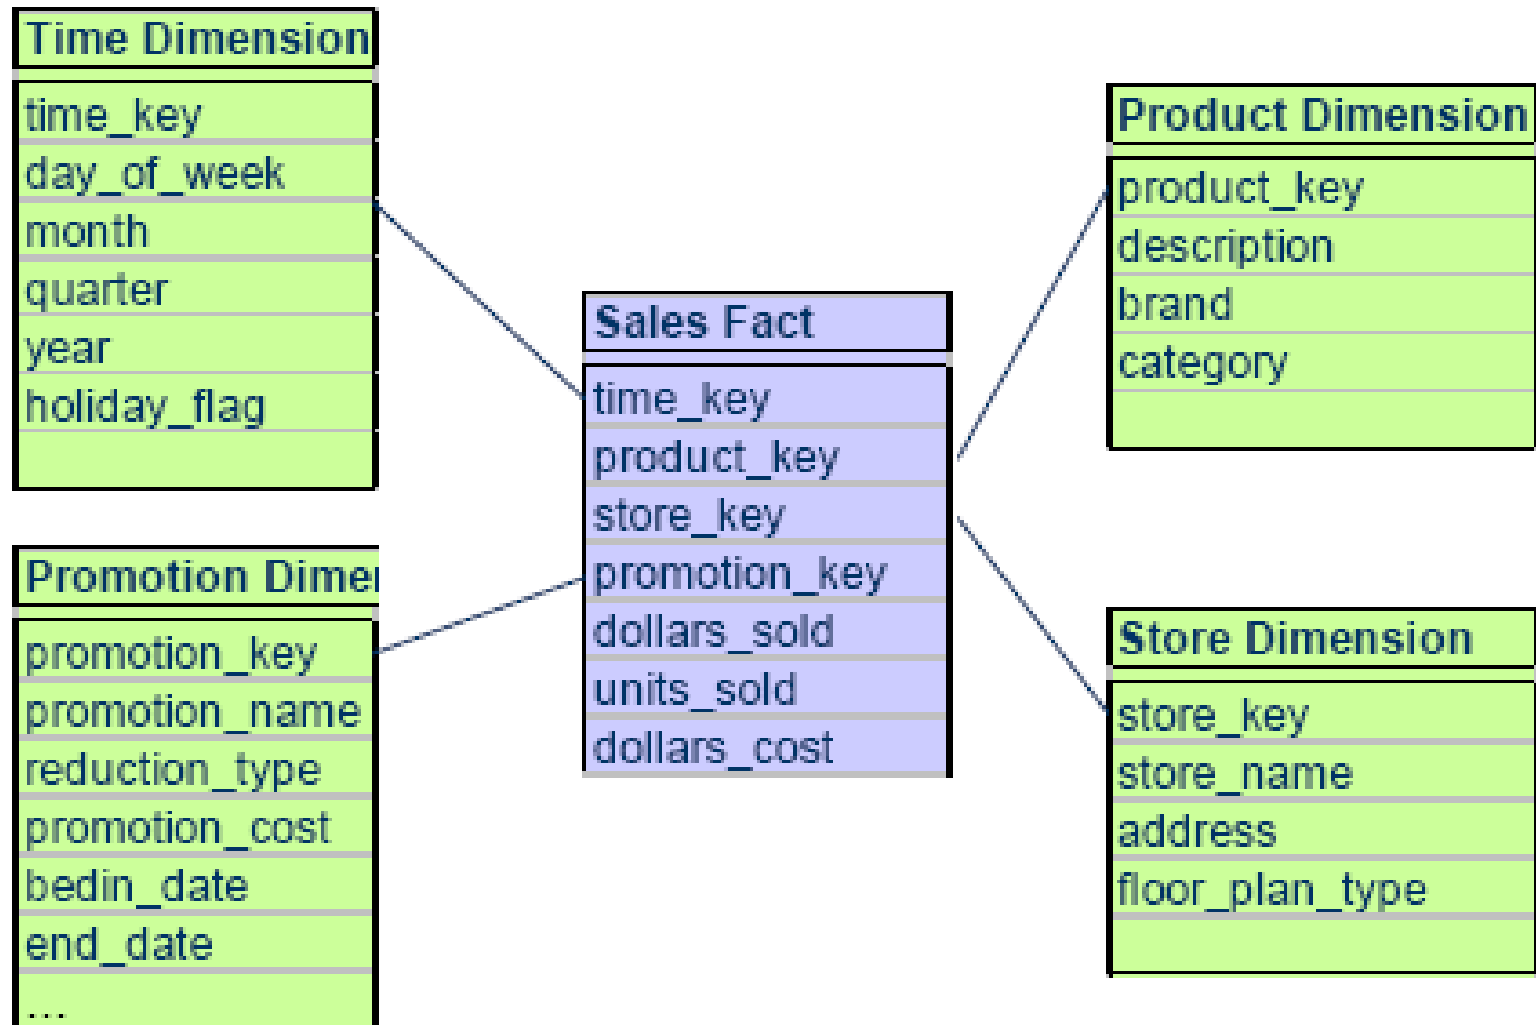 Time Dimension
time_key
day_of_week
month
quarter
year
holiday_flag
Promotion Dimer
promotion_key
promotion_name
reduction_type
promotion_cost
bedin_date
end_date
...
Sales Fact
time_key
product_key
store_key
promotion_key
dollars_sold
units_sold
dollars_cost
Product Dimension
product_key
description
brand
category
Store Dimension
store_key
store_name
address
floor_plan_type